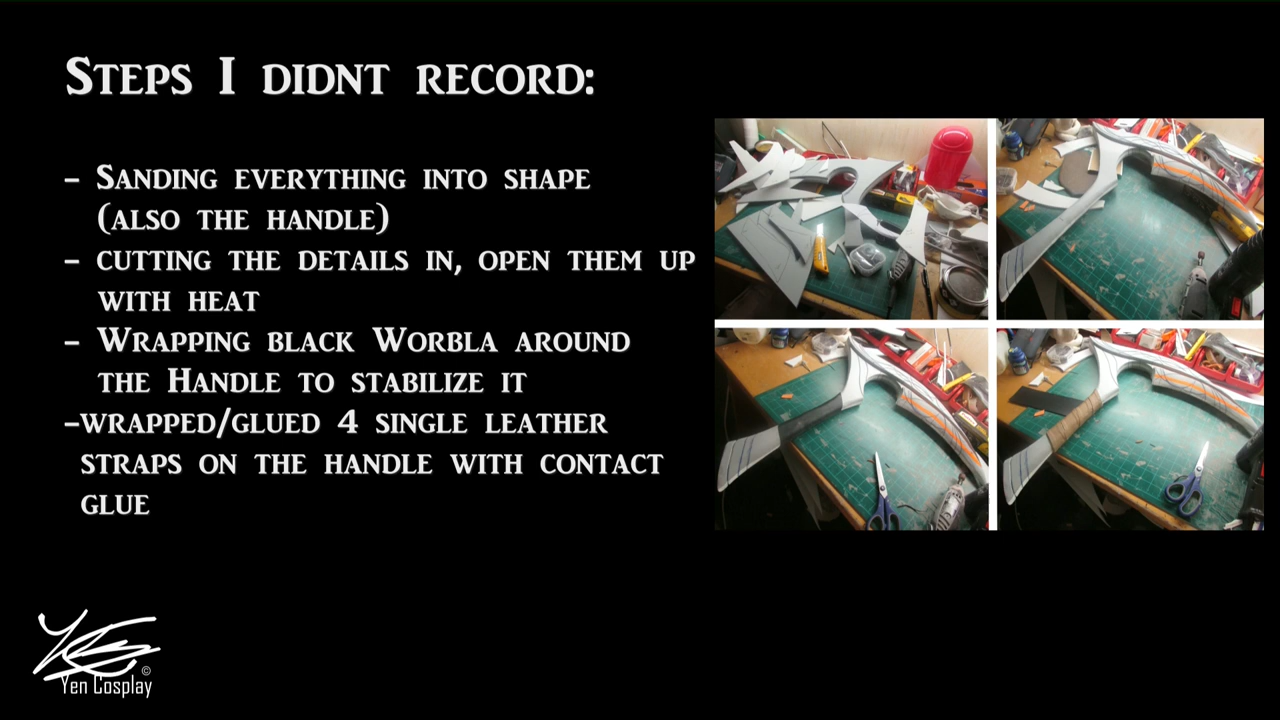 Steps I didnt record:
- Sanding everything into shape
(also the handle)
- cutting the details in, open them up
with heat
- Wrapping black Worbla around
the Handle to stabilize it
-wrapped/glued 4 single leather
straps on the handle with contact
glue
©
Yen Cosplay